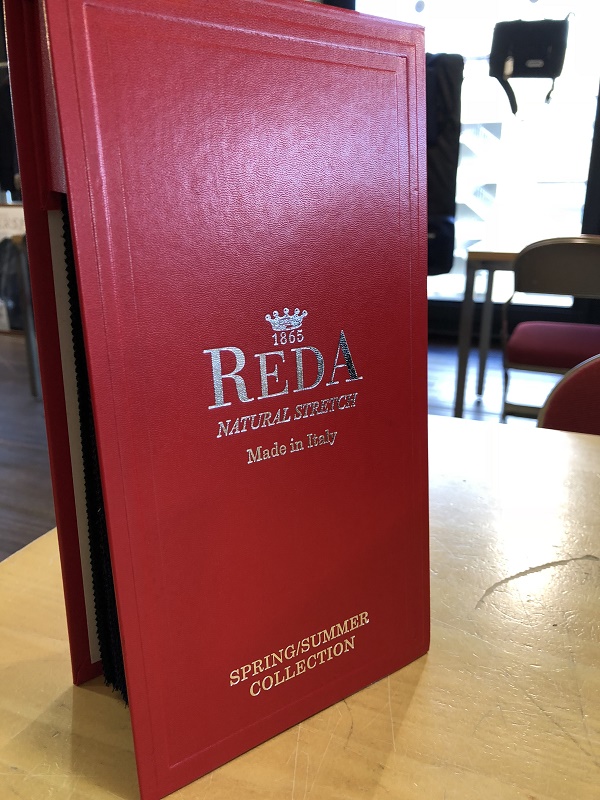 1865
REDA
NATURAL STRETCH
Made in Italy
SPRING/SUMMER
COLLECTION